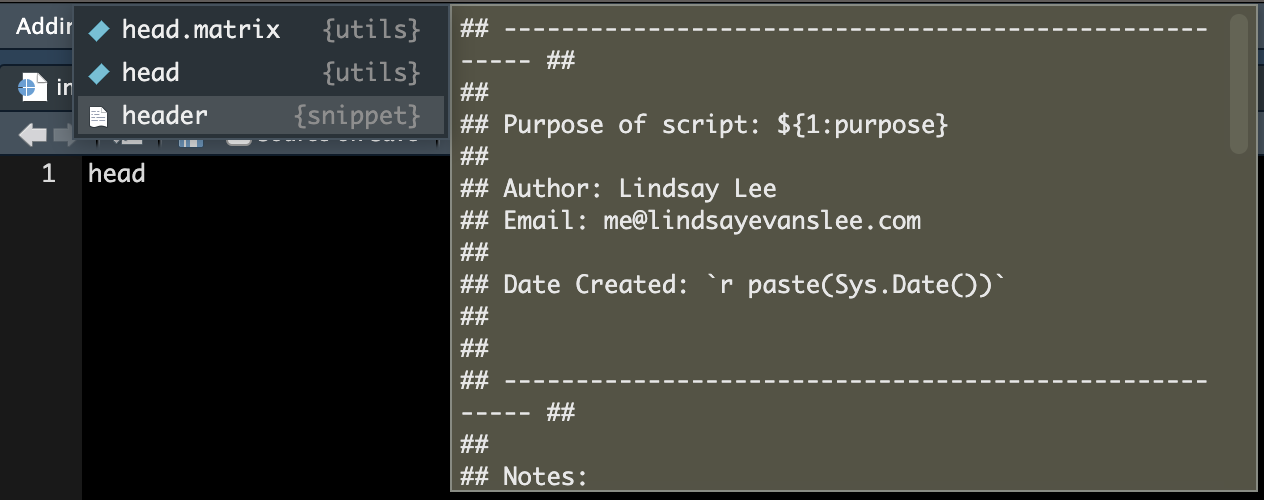 Addin
head.matrix {utils}
head {utils}
header {snippet}
in
1 head
## -------------------------------------------------
----- ##
##
## Purpose of script: ${1:purpose}
##
## Author: Lindsay Lee
## Email: me@lindsayevanslee.com
##
## Date Created: `r paste(Sys.Date())`
##
##
## -------------------------------------------------
----- ##
##
## Notes: